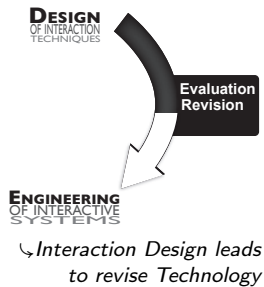 DESIGN
OF INTERACTION
TECHNIQUES
Evaluation
Revision
ENGINEERING
OF INTERACTIVE
SYSTEMS
↳Interaction Design leads
to revise Technology